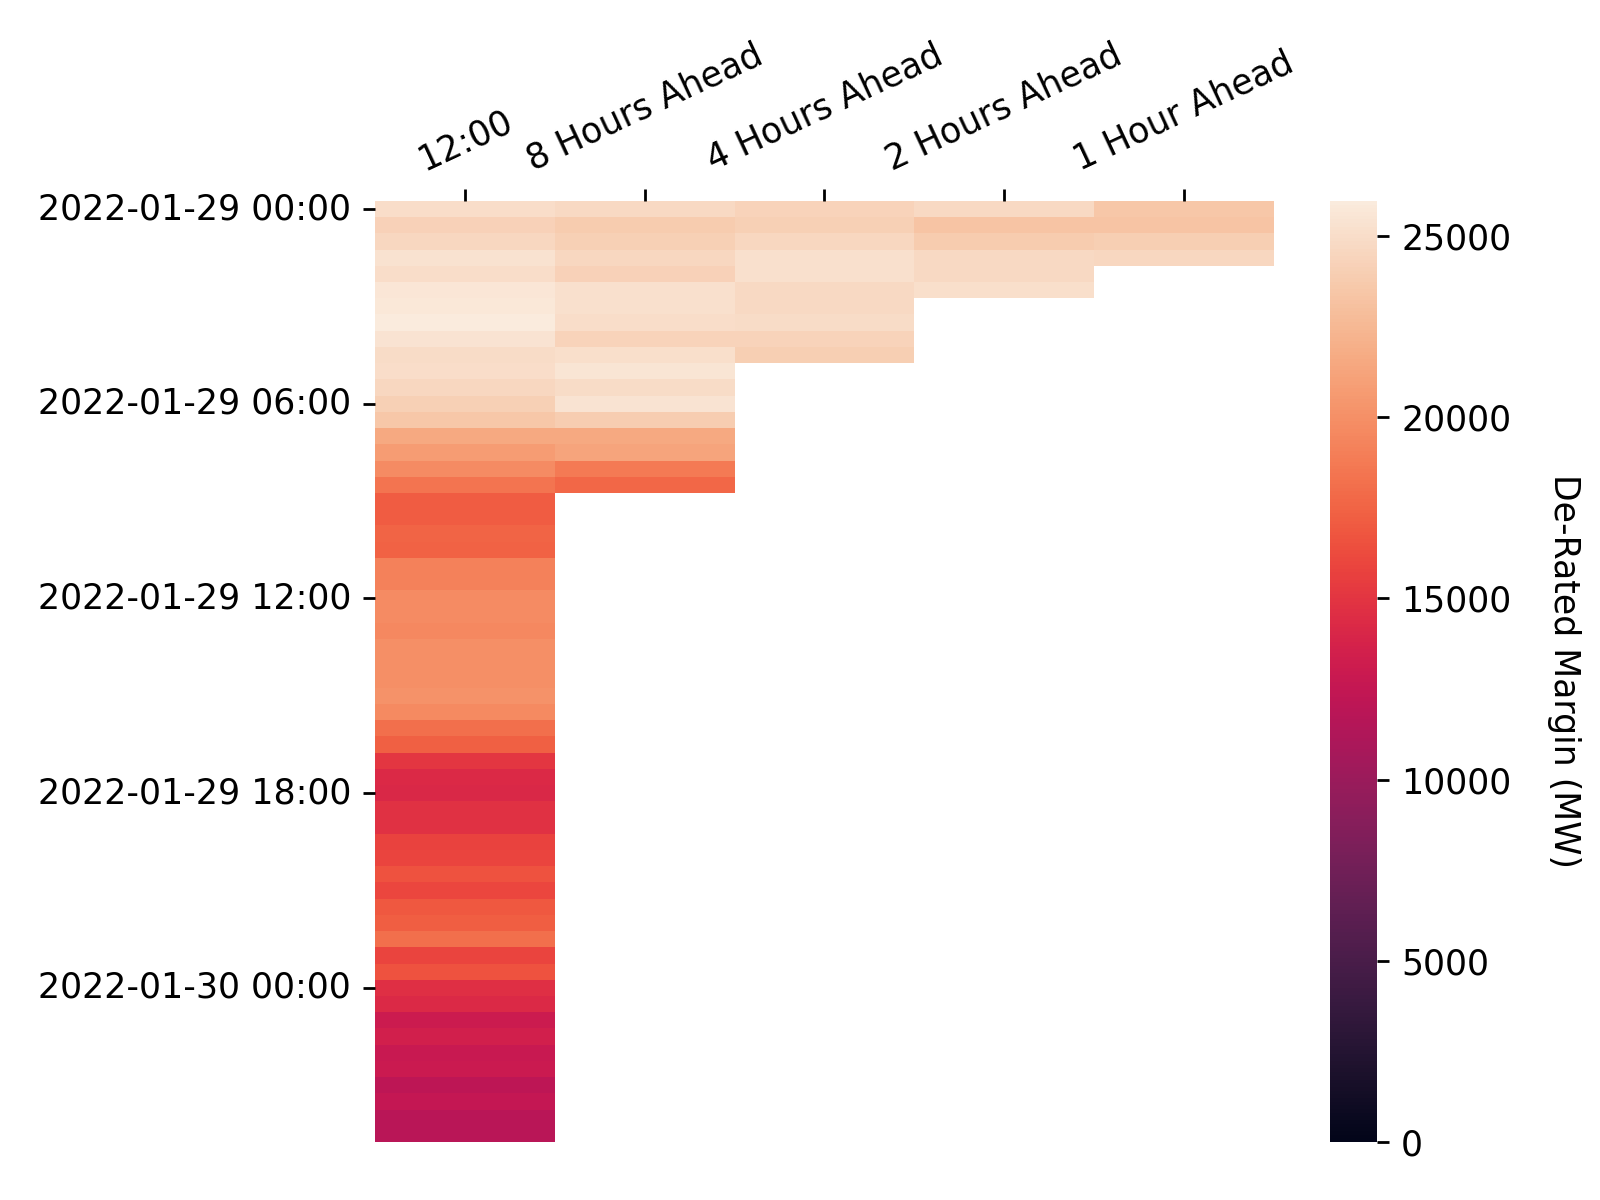 12:00
8 Hours Ahead
4 Hours Ahead
2 Hours Ahead
1 Hour Ahead
2022-01-29 00:00
2022-01-29 06:00
2022-01-29 12:00
2022-01-29 18:00
2022-01-30 00:00
25000
20000
15000
10000
5000
0
De-Rated Margin (MW)